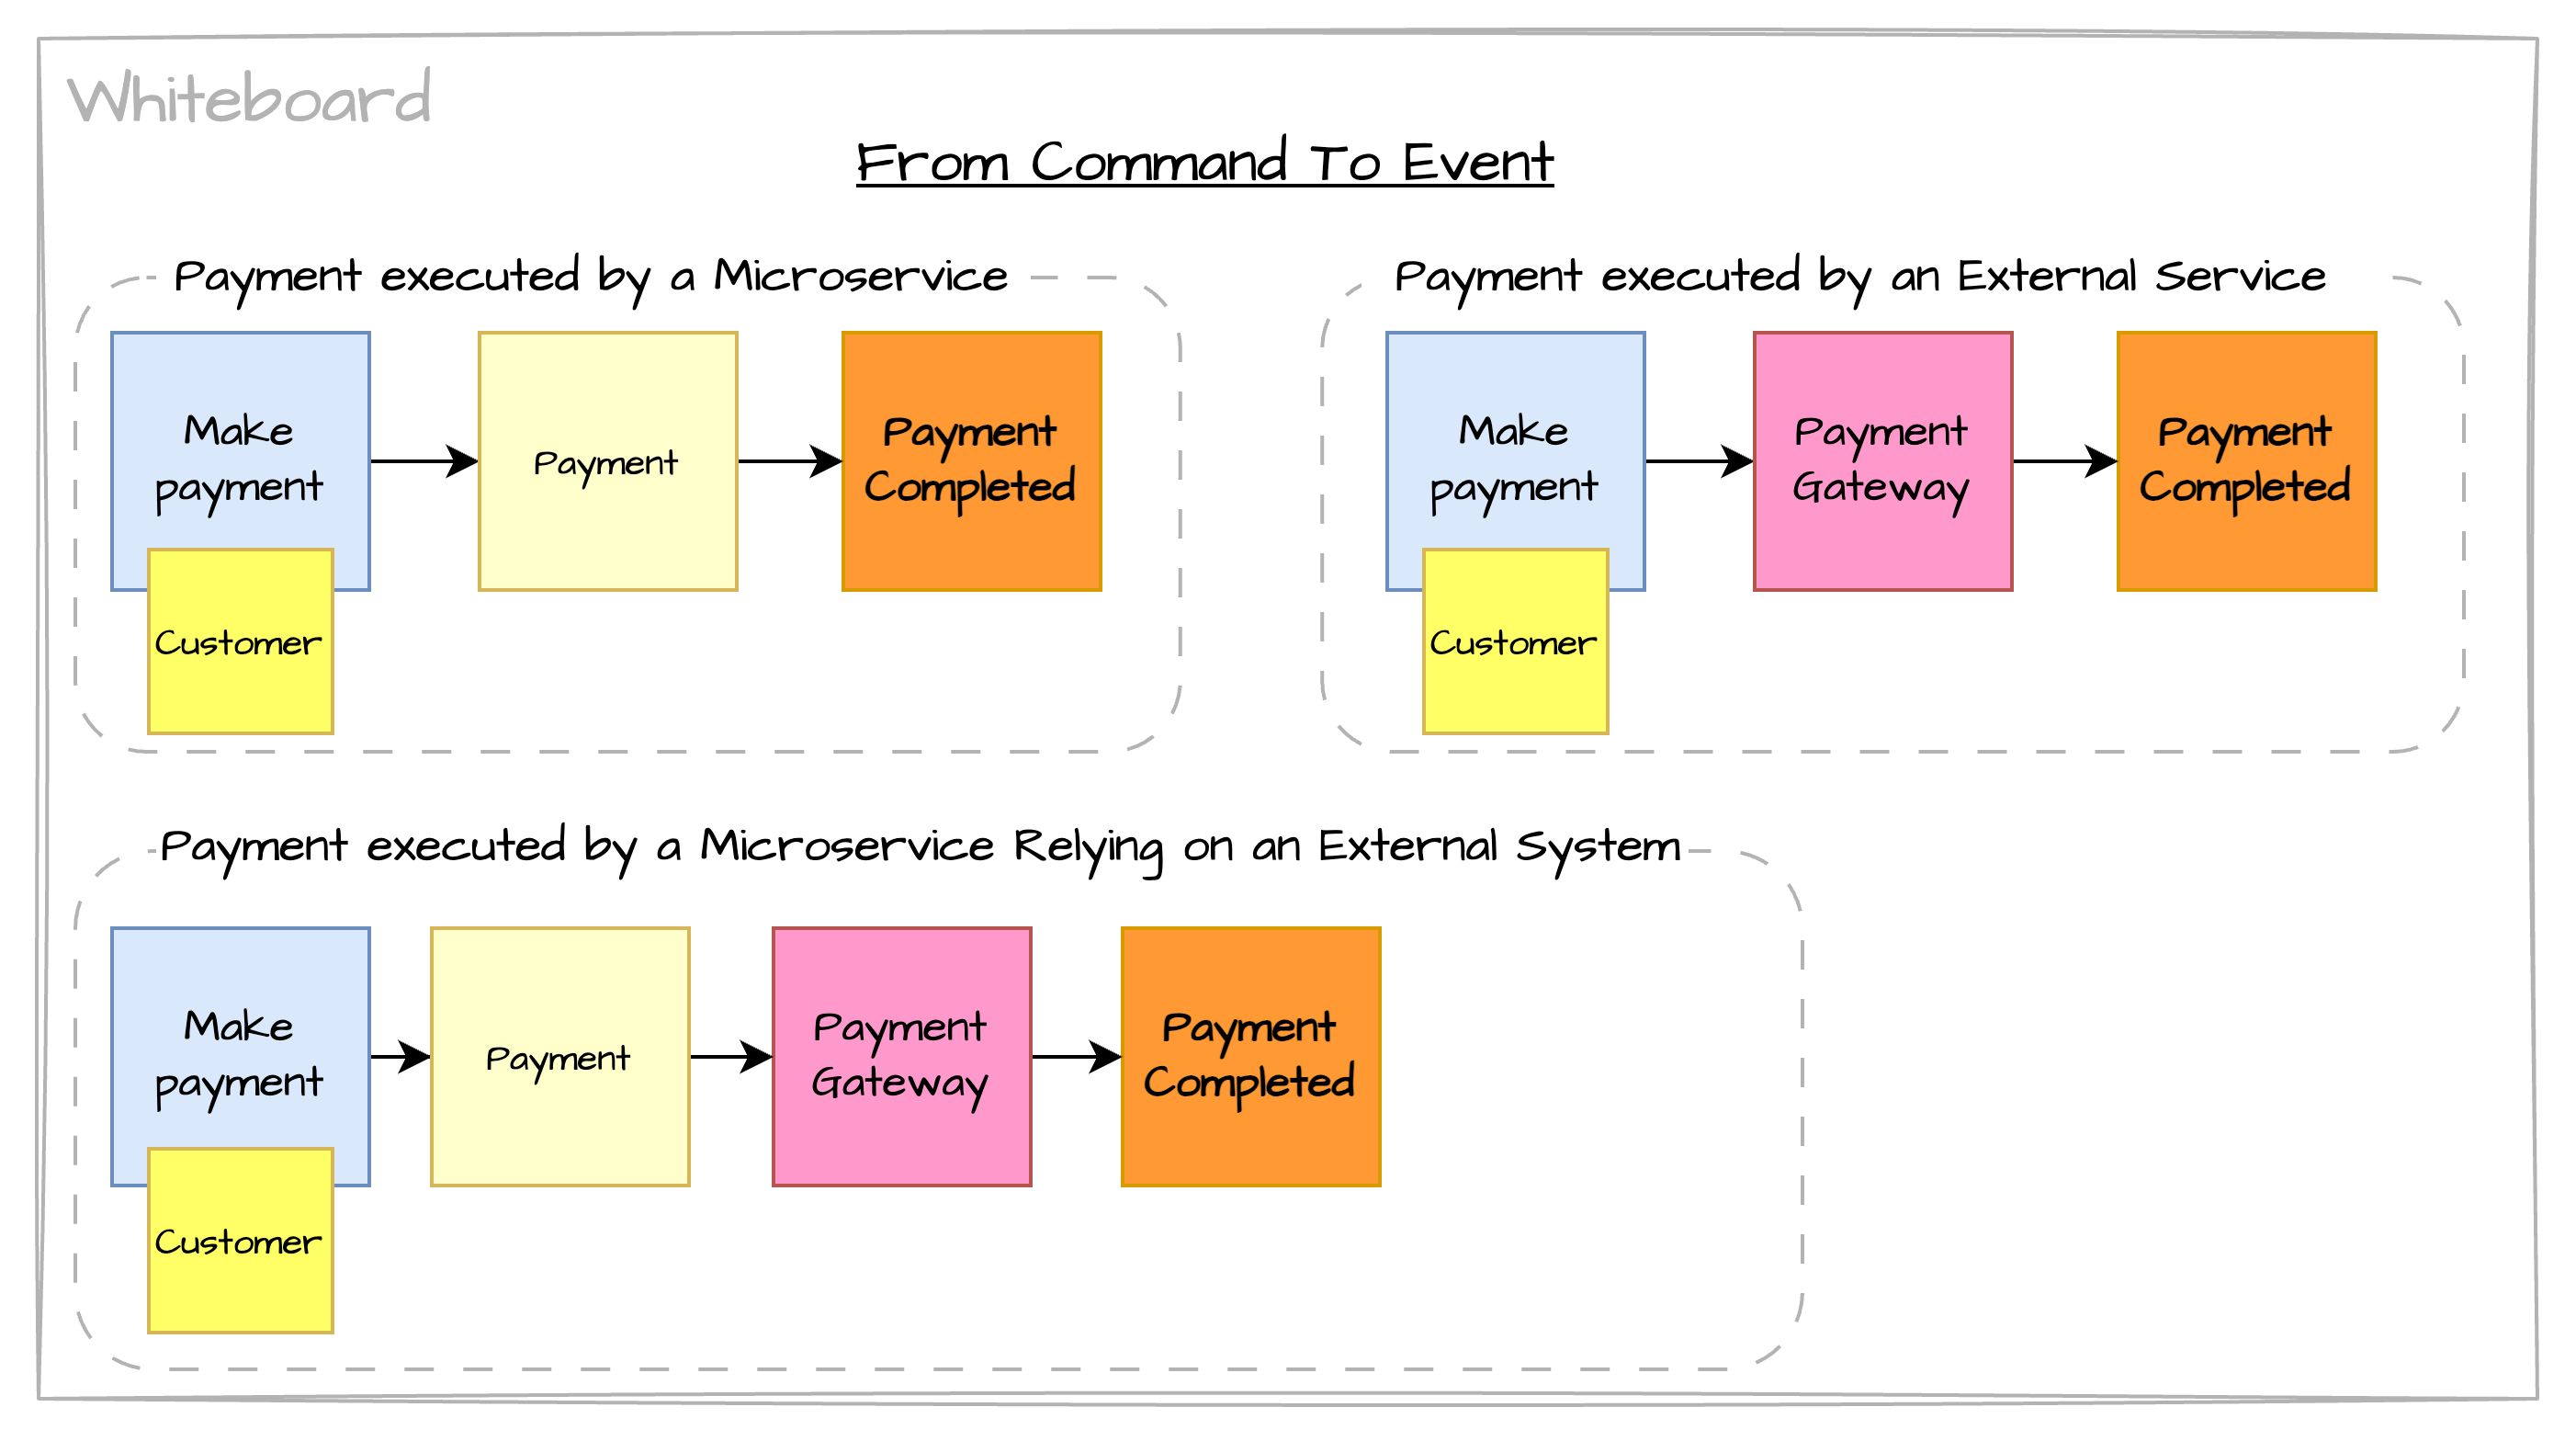 Whiteboard
From Command To Event
Payment executed by a Microservice
Make
payment
Customer
Payment
Payment
Completed
Payment executed by an External Service
Make
payment
Customer
Payment
Gateway
Payment
Completed
Payment executed by a Microservice Relying on an External System
Make
payment
Customer
Payment
Payment
Gateway
Payment
Completed